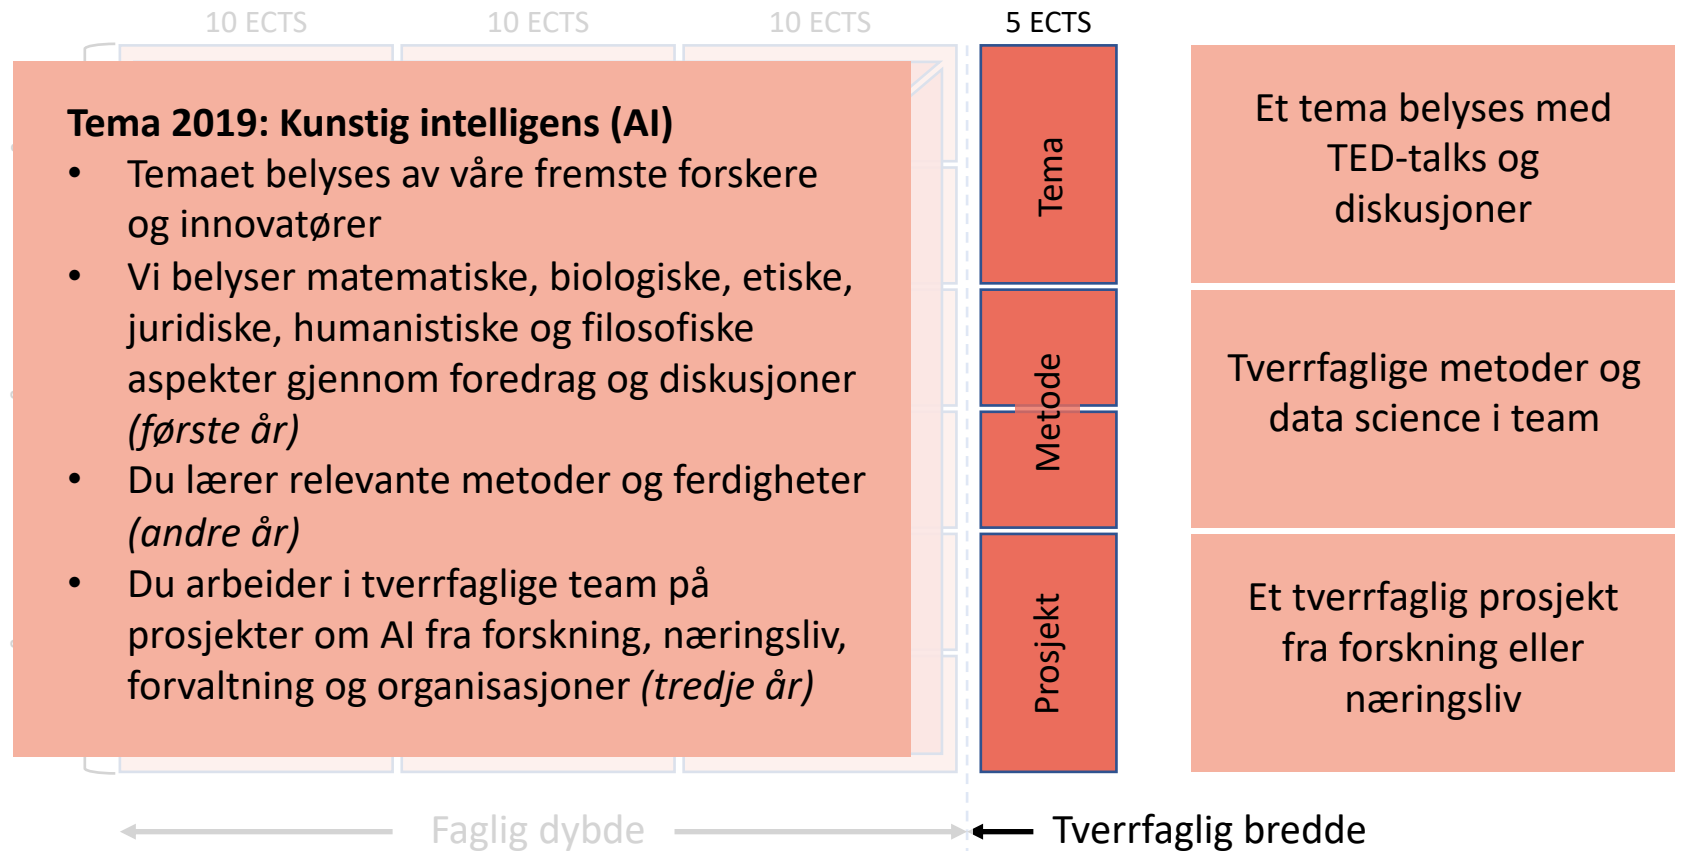 10 ECTS
10 ECTS
10 ECTS
5 ECTS
Tema 2019: Kunstig intelligens (AI)
• Temaet belyses av våre fremste forskere
og innovatører
• Vi belyser matematiske, biologiske, etiske,
juridiske, humanistiske og filosofiske
aspekter gjennom foredrag og diskusjoner
(første år)
• Du lærer relevante metoder og ferdigheter
(andre år)
• Du arbeider i tverrfaglige team på
prosjekter om AI fra forskning, næringsliv,
forvaltning og organisasjoner (tredje år)
Tema
Metode
Prosjekt
Et tema belyses med
TED-talks og
diskusjoner
Tverrfaglige metoder og
data science i team
Et tverrfaglig prosjekt
fra forskning eller
næringsliv
Faglig dybde
Tverrfaglig bredde